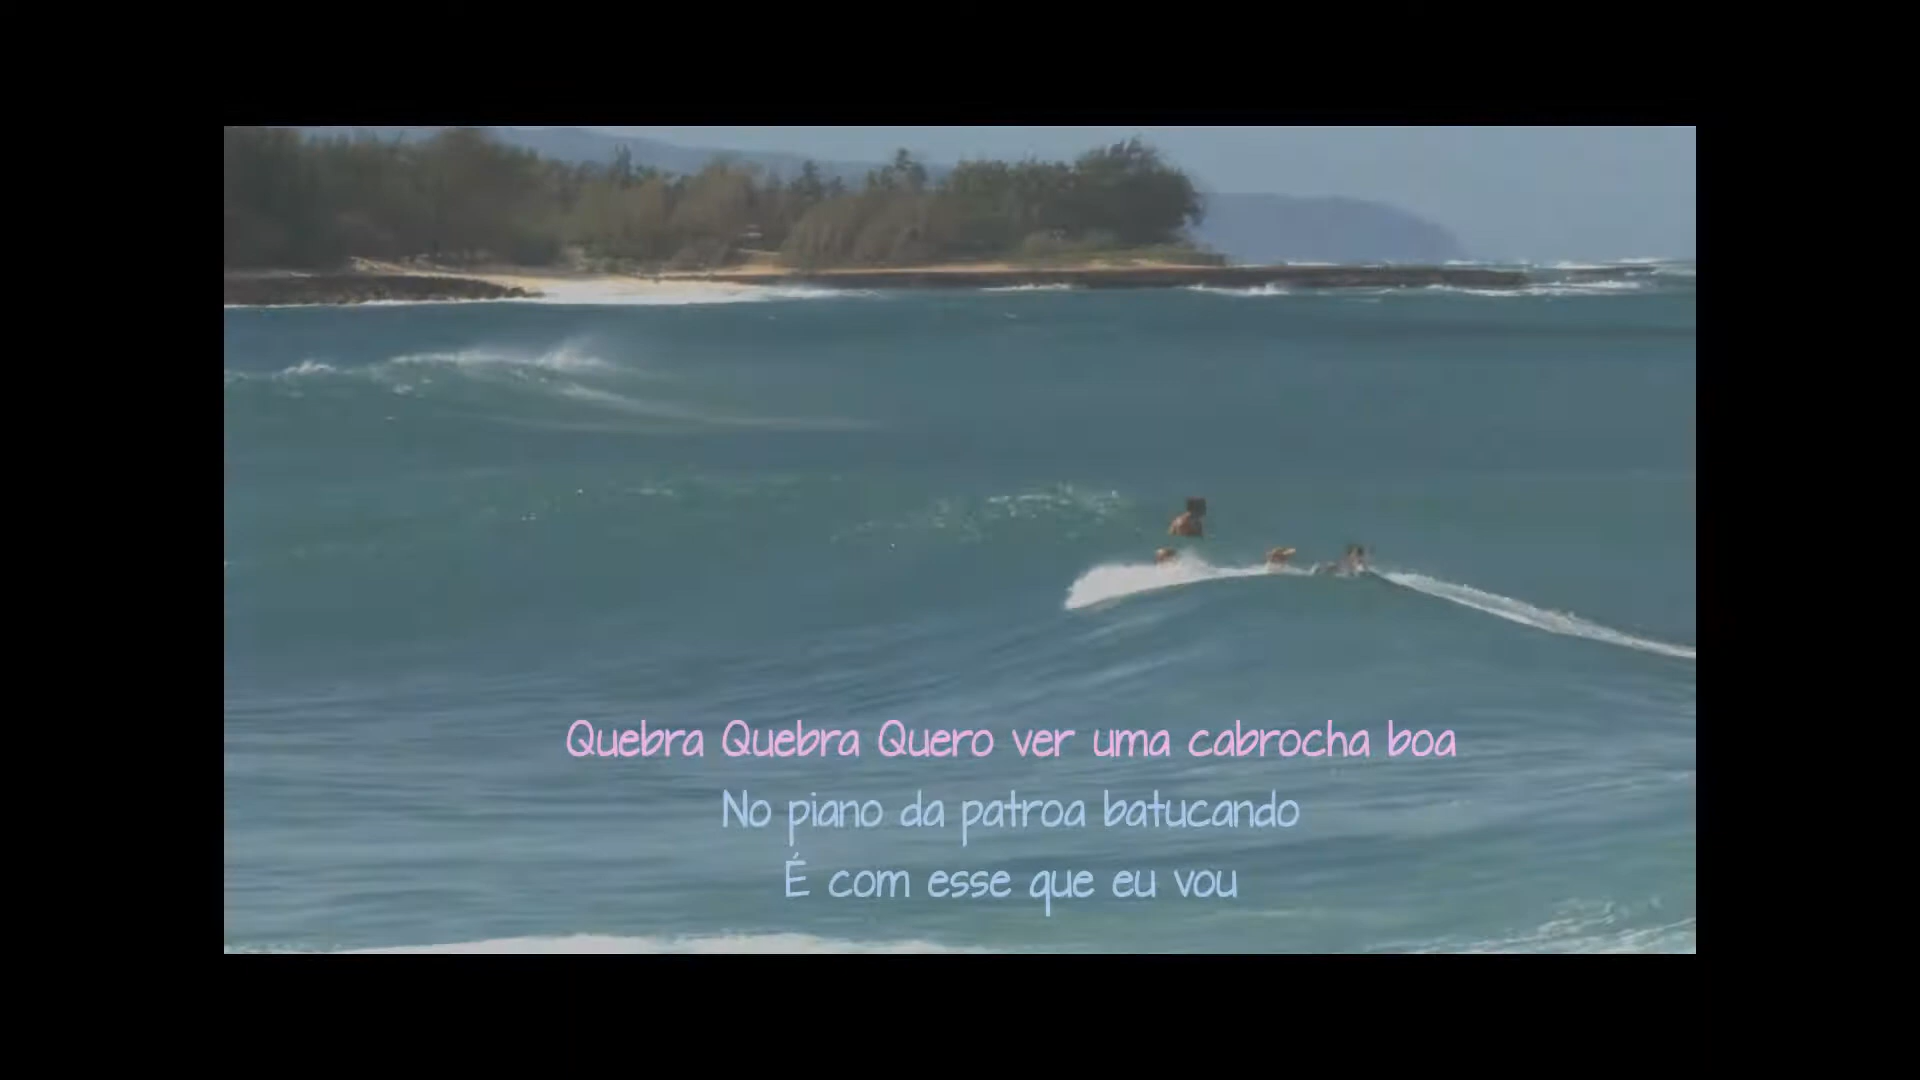 Quebra Quebra Quero ver uma cabrocha boa
No piano da patroa batucando
É com esse que eu vou